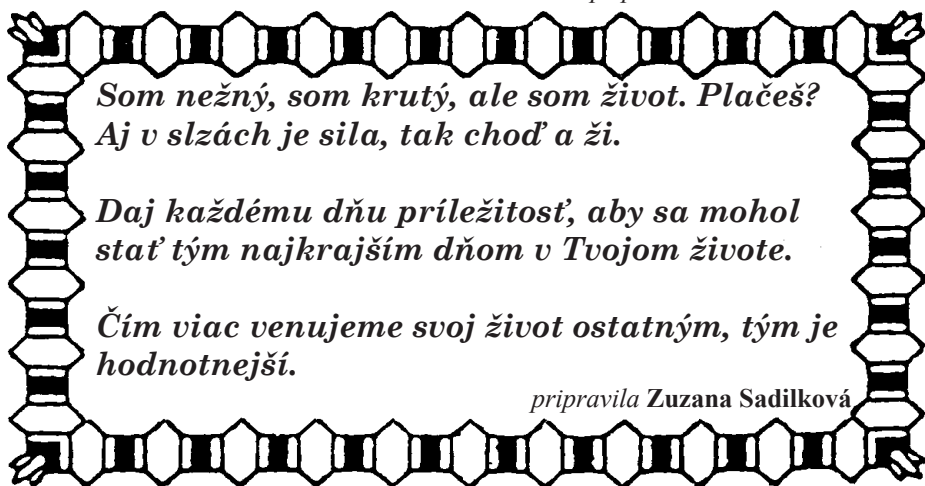 Som nežný, som krutý, ale som život. Plačeš?
Aj v slzách je sila, tak choď a ži.
Daj každému dňu príležitosť, aby sa mohol
stať tým najkrajším dňom v Tvojom živote.
Čím viac venujeme svoj život ostatným, tým je
hodnotnejší.
pripravila Zuzana Sadilková